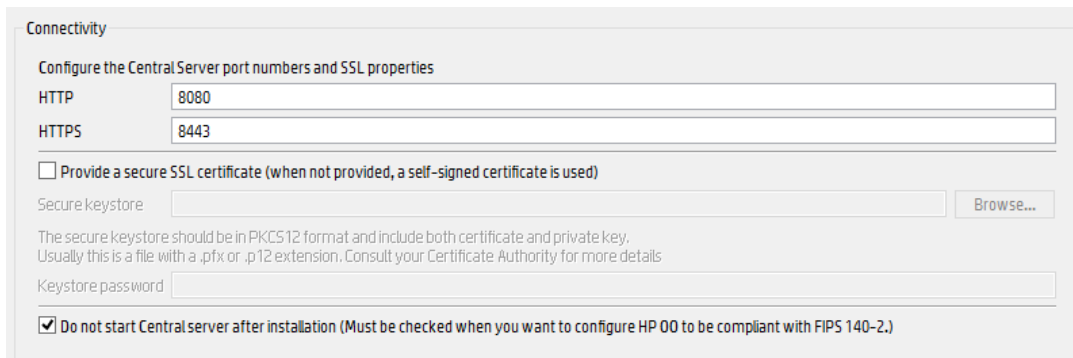 Connectivity
Configure the Central Server port numbers and SSL properties
HTTP 8080
HTTPS 8443
Provide a secure SSL certificate (when not provided, a self-signed certificate is used)
Secure keystore Browse...
The secure keystore should be in PKCS12 format and include both certificate and private key.
Usually this is a file with a .pfx or .p12 extension. Consult your Certificate Authority for more details
Keystore password
Do not start Central server after installation (Must be checked when you want to configure HP OO to be compliant with FIPS 140-2.)